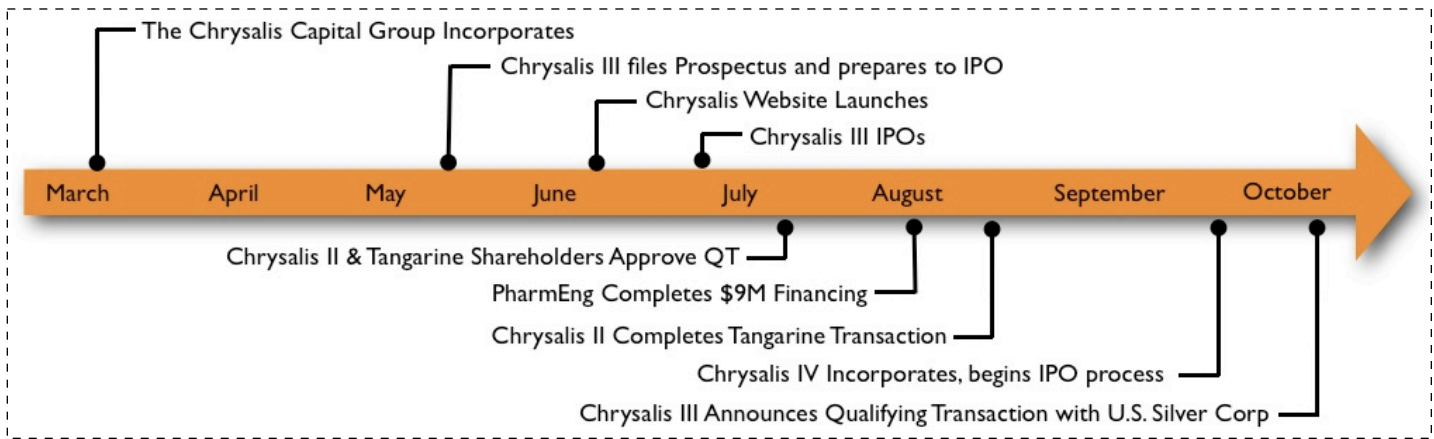 The Chrysalis Capital Group Incorporates
Chrysalis III files Prospectus and prepares to IPO
Chrysalis Website Launches
Chrysalis III IPOs
March April May June July August September October
Chrysalis II & Tangarine Shareholders Approve QT
PharmEng Completes $9M Financing
Chrysalis II Completes Tangarine Transaction
Chrysalis IV Incorporates, begins IPO process
Chrysalis III Announces Qualifying Transaction with U.S. Silver Corp